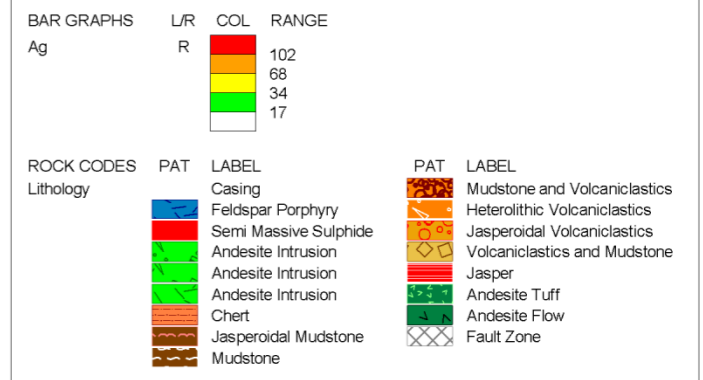 BAR GRAPHS L/R COL RANGE
Ag R
102
68
34
17
ROCK CODES PAT LABEL PAT LABEL
Lithology Casing Mudstone and Volcaniclastics
Feldspar Porphyry Heterolithic Volcaniclastics
Semi Massive Sulphide Jasperoidal Volcaniclastics
Andesite Intrusion Volcaniclastics and Mudstone
Andesite Intrusion Jasper
Andesite Intrusion Andesite Tuff
Chert Andesite Flow
Jasperoidal Mudstone Fault Zone
Mudstone